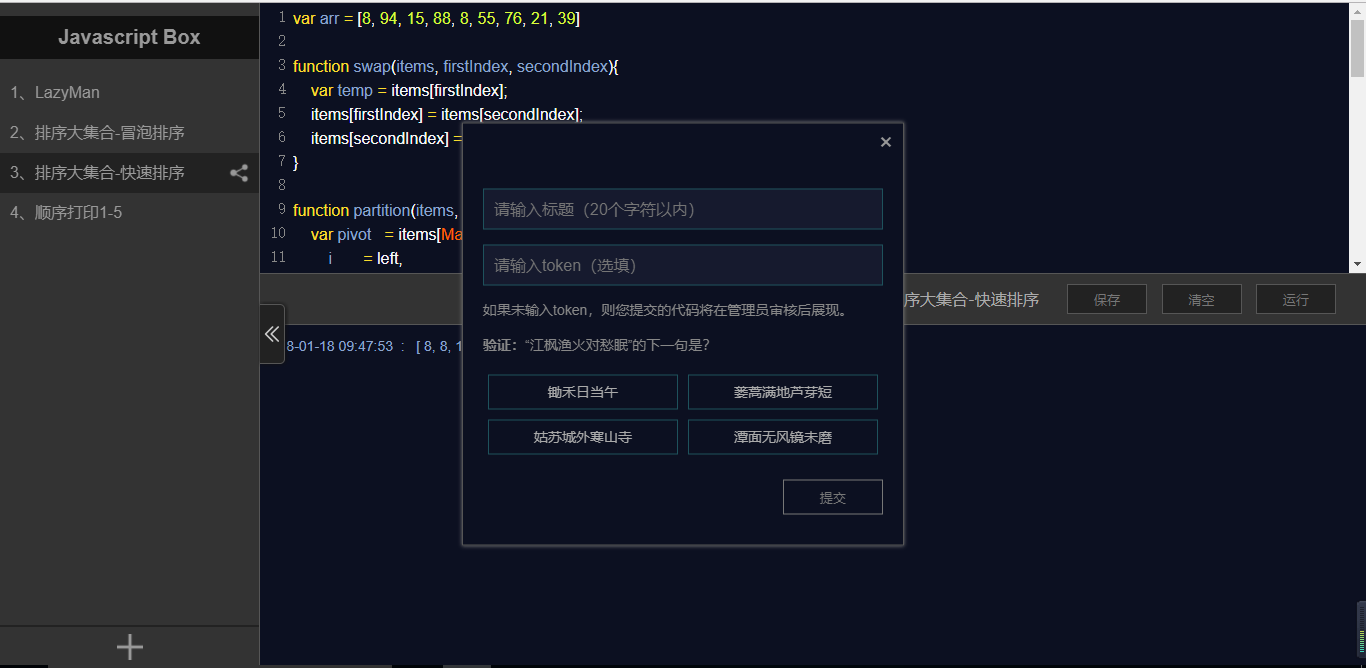 Javascript Box
1、LazyMan
2、排序大集合-冒泡排序
3、排序大集合-快速排序
4、顺序打印1-5
1 var arr = [8, 94, 15, 88, 8, 55, 76, 21, 39]
2
3 function swap(items, firstIndex, secondIndex){
4 var temp = items[firstIndex];
5 items[firstIndex] = items[secondIndex];
6 items[secondIndex] =
7 }
8
9 function partition(items,
10 var pivot = items[Ma
11 i = left,
序大集合-快速排序 保存 清空 运行
8-01-18 09:47:53 : [ 8, 8, 1
×
请输入标题（20个字符以内）
请输入token（选填）
如果未输入token，则您提交的代码将在管理员审核后展现。
验证：“江枫渔火对愁眠”的下一句是？
锄禾日当午 蒌蒿满地芦芽短
姑苏城外寒山寺 潭面无风镜未磨
提交